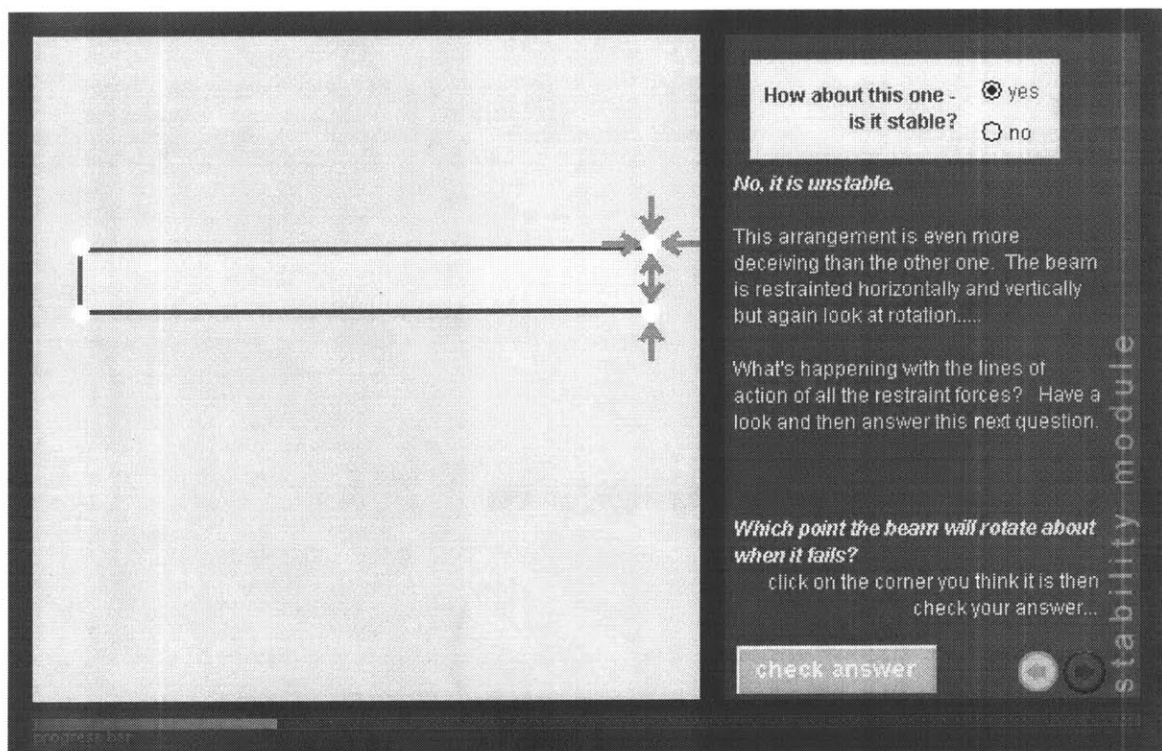 How about this one -
is it stable?
yes
no
No, it is unstable.
This arrangement is even more
deceiving than the other one. The beam
is restrainted horizontally and vertically
but again look at rotation.....
What's happening with the lines of
action of all the restraint forces? Have a
look and then answer this next question.
Which point the beam will rotate about
when it fails?
click on the corner you think it is then
check your answer...
check answer
stability module
progress bar